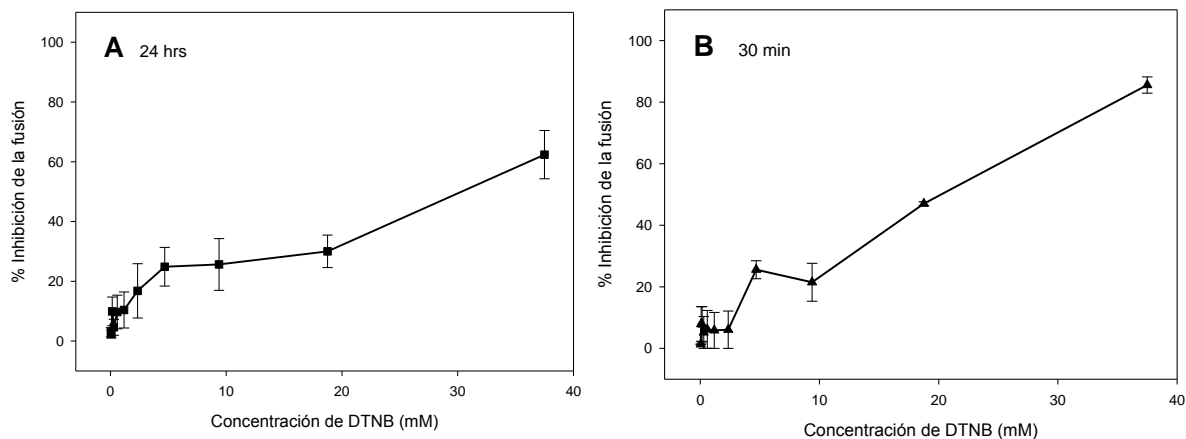 A 24 hrs
% Inhibición de la fusión
100
80
60
40
20
0
0 10 20 30 40
Concentración de DTNB (mM)
B 30 min
% Inhibición de la fusión
100
80
60
40
20
0
0 10 20 30 40
Concentración de DTNB (mM)